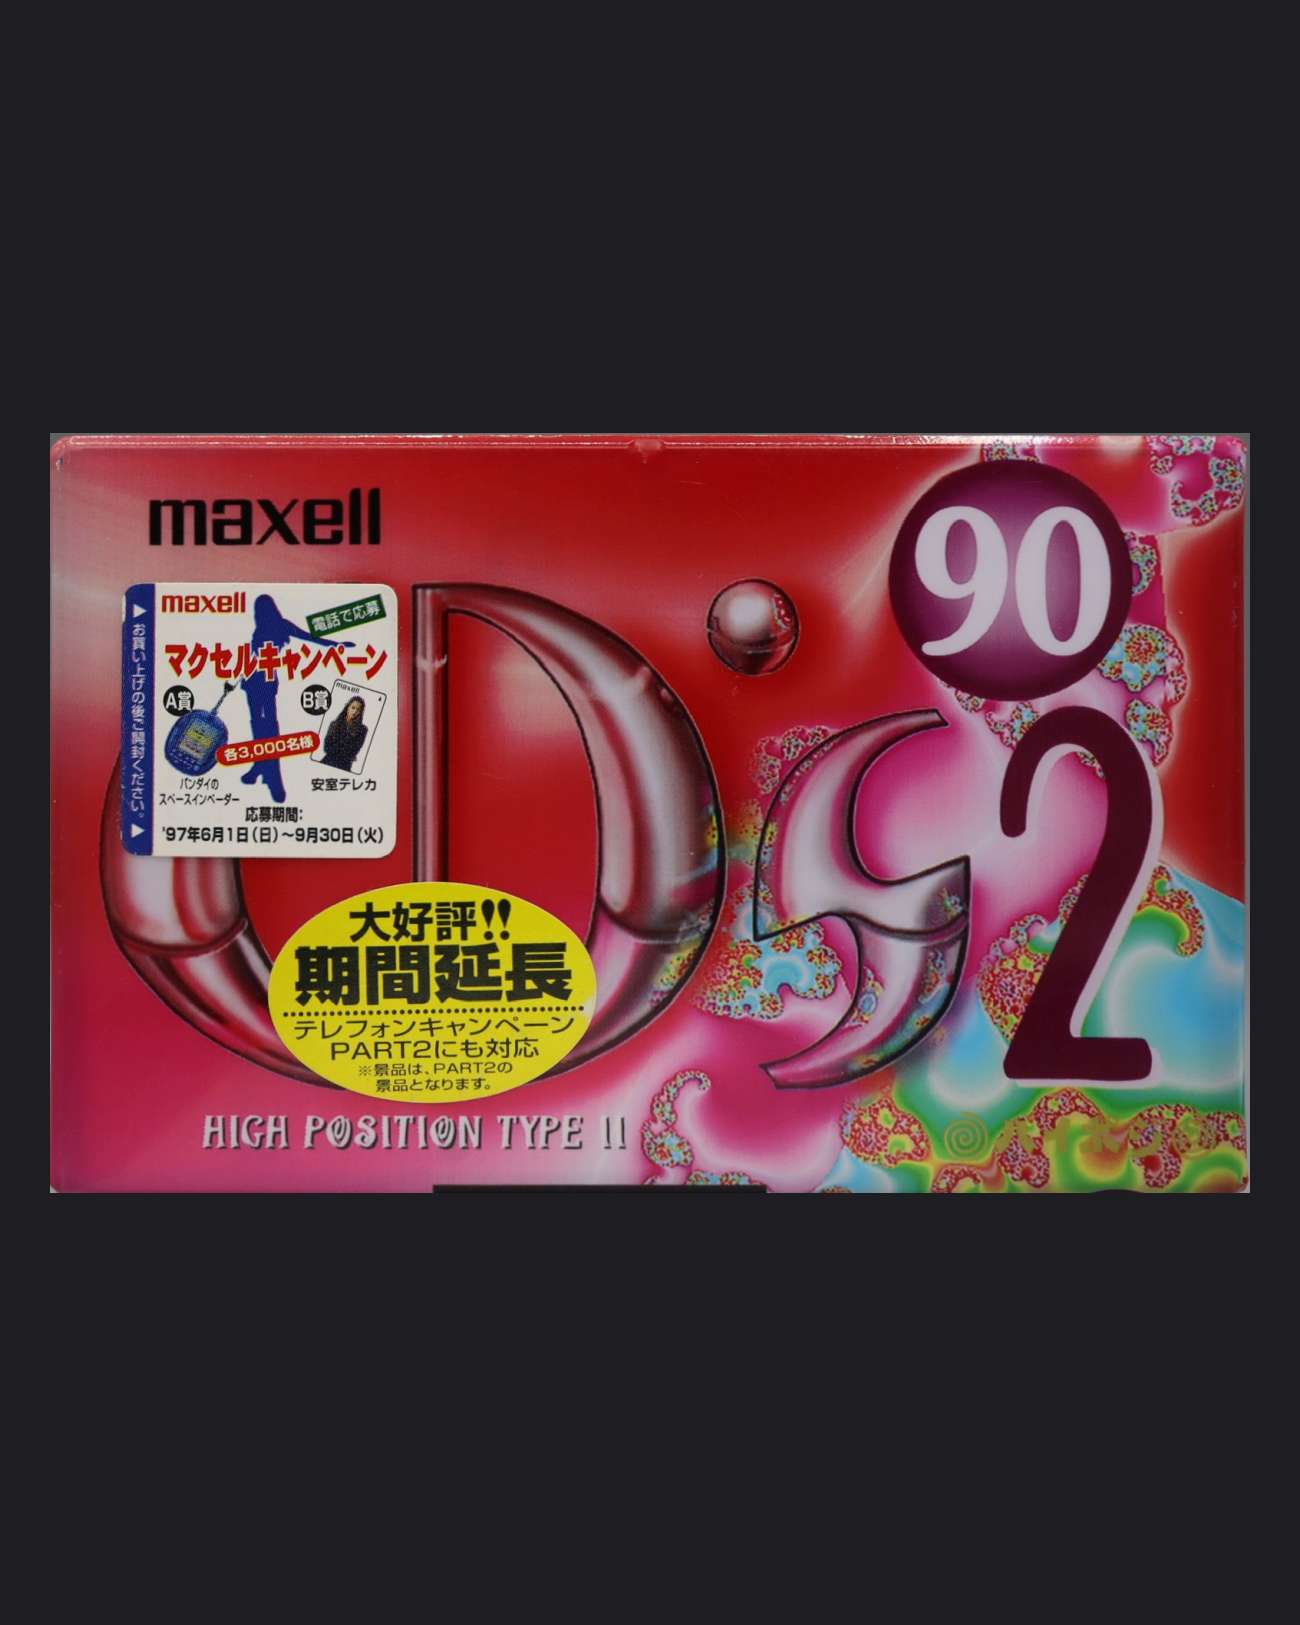 maxell
90
D's 2
maxell
電話で応募
マクセルキャンペーン
A賞
B賞
maxell
各3,000名様
バンダイの
スペースインベーダー
安室テレカ
応募期間:
'97年6月1日(日)~9月30日(火)
▶お買い上げの後ご開封ください。▶
大好評!!
期間延長
テレフォンキャンペーン
PART2にも対応
※景品は、PART2の
景品となります。
HIGH POSITION TYPE II
ハイポジ